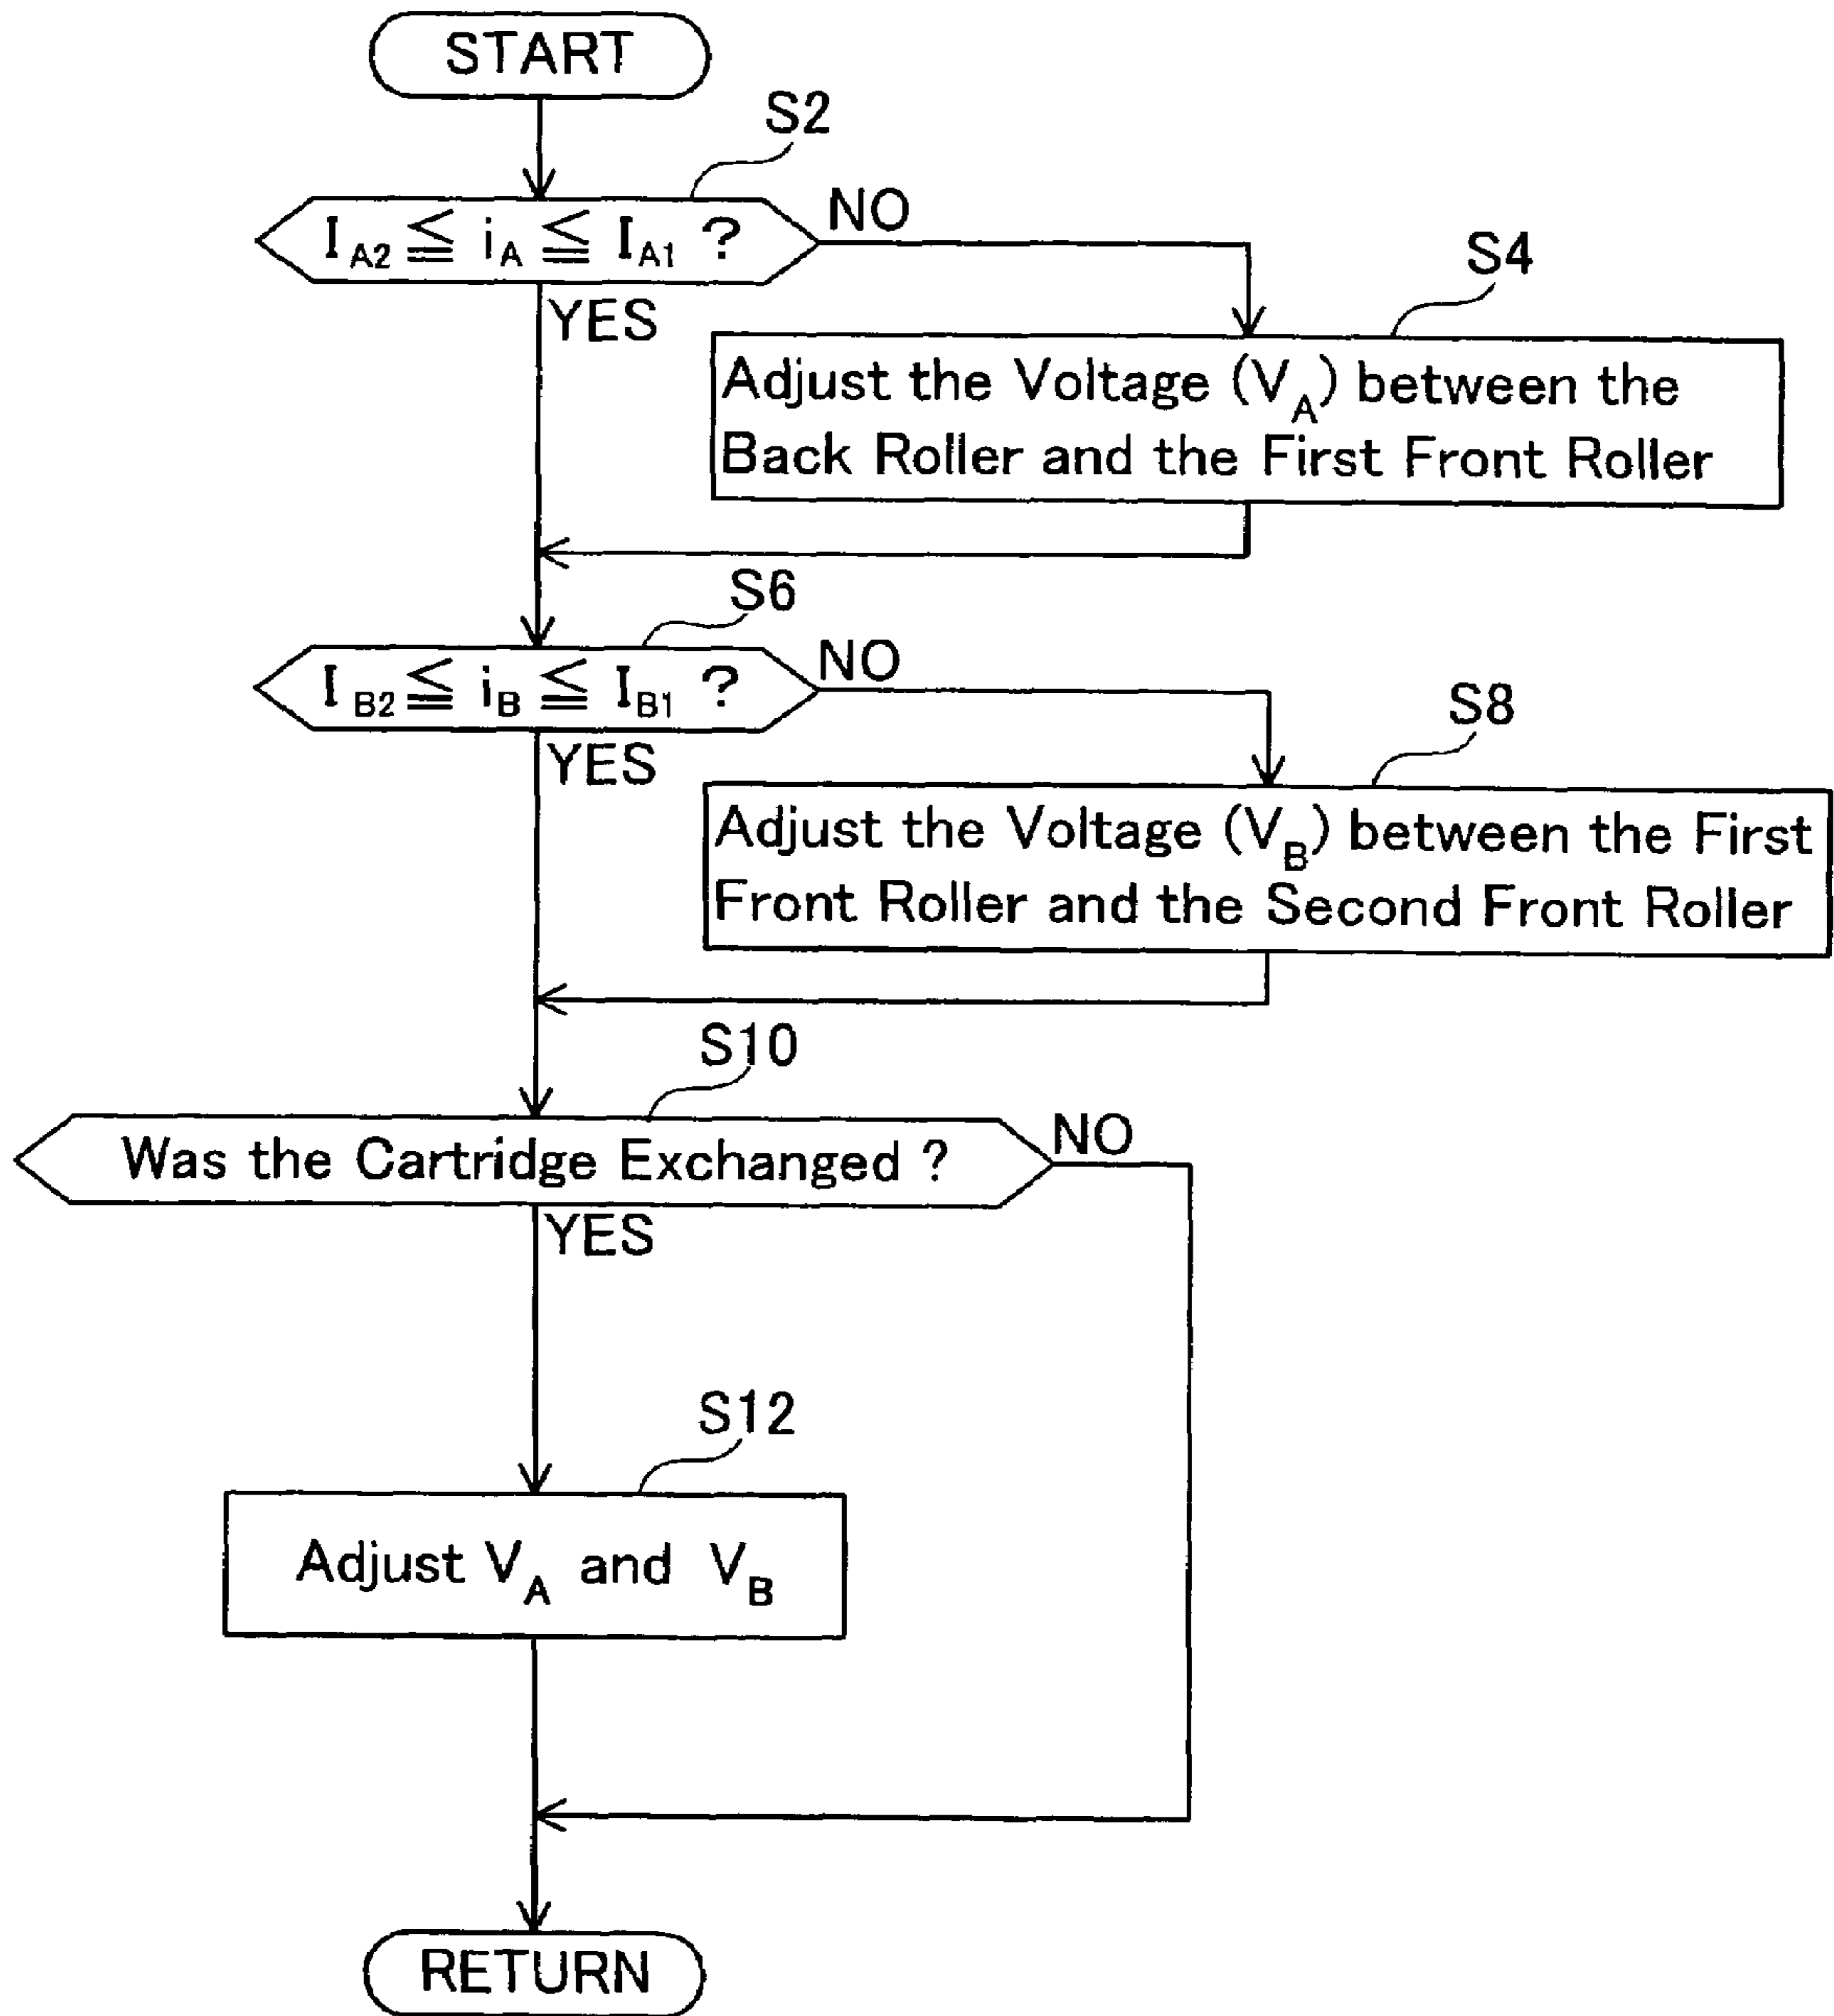 START
S2
I A2 ≦ i A ≦ I A1 ?
NO
YES
S4
Adjust the Voltage (V A) between the
Back Roller and the First Front Roller
S6
I B2 ≦ i B ≦ I B1 ?
NO
YES
S8
Adjust the Voltage (V B) between the First
Front Roller and the Second Front Roller
S10
Was the Cartridge Exchanged ?
NO
YES
S12
Adjust V A and V B
RETURN